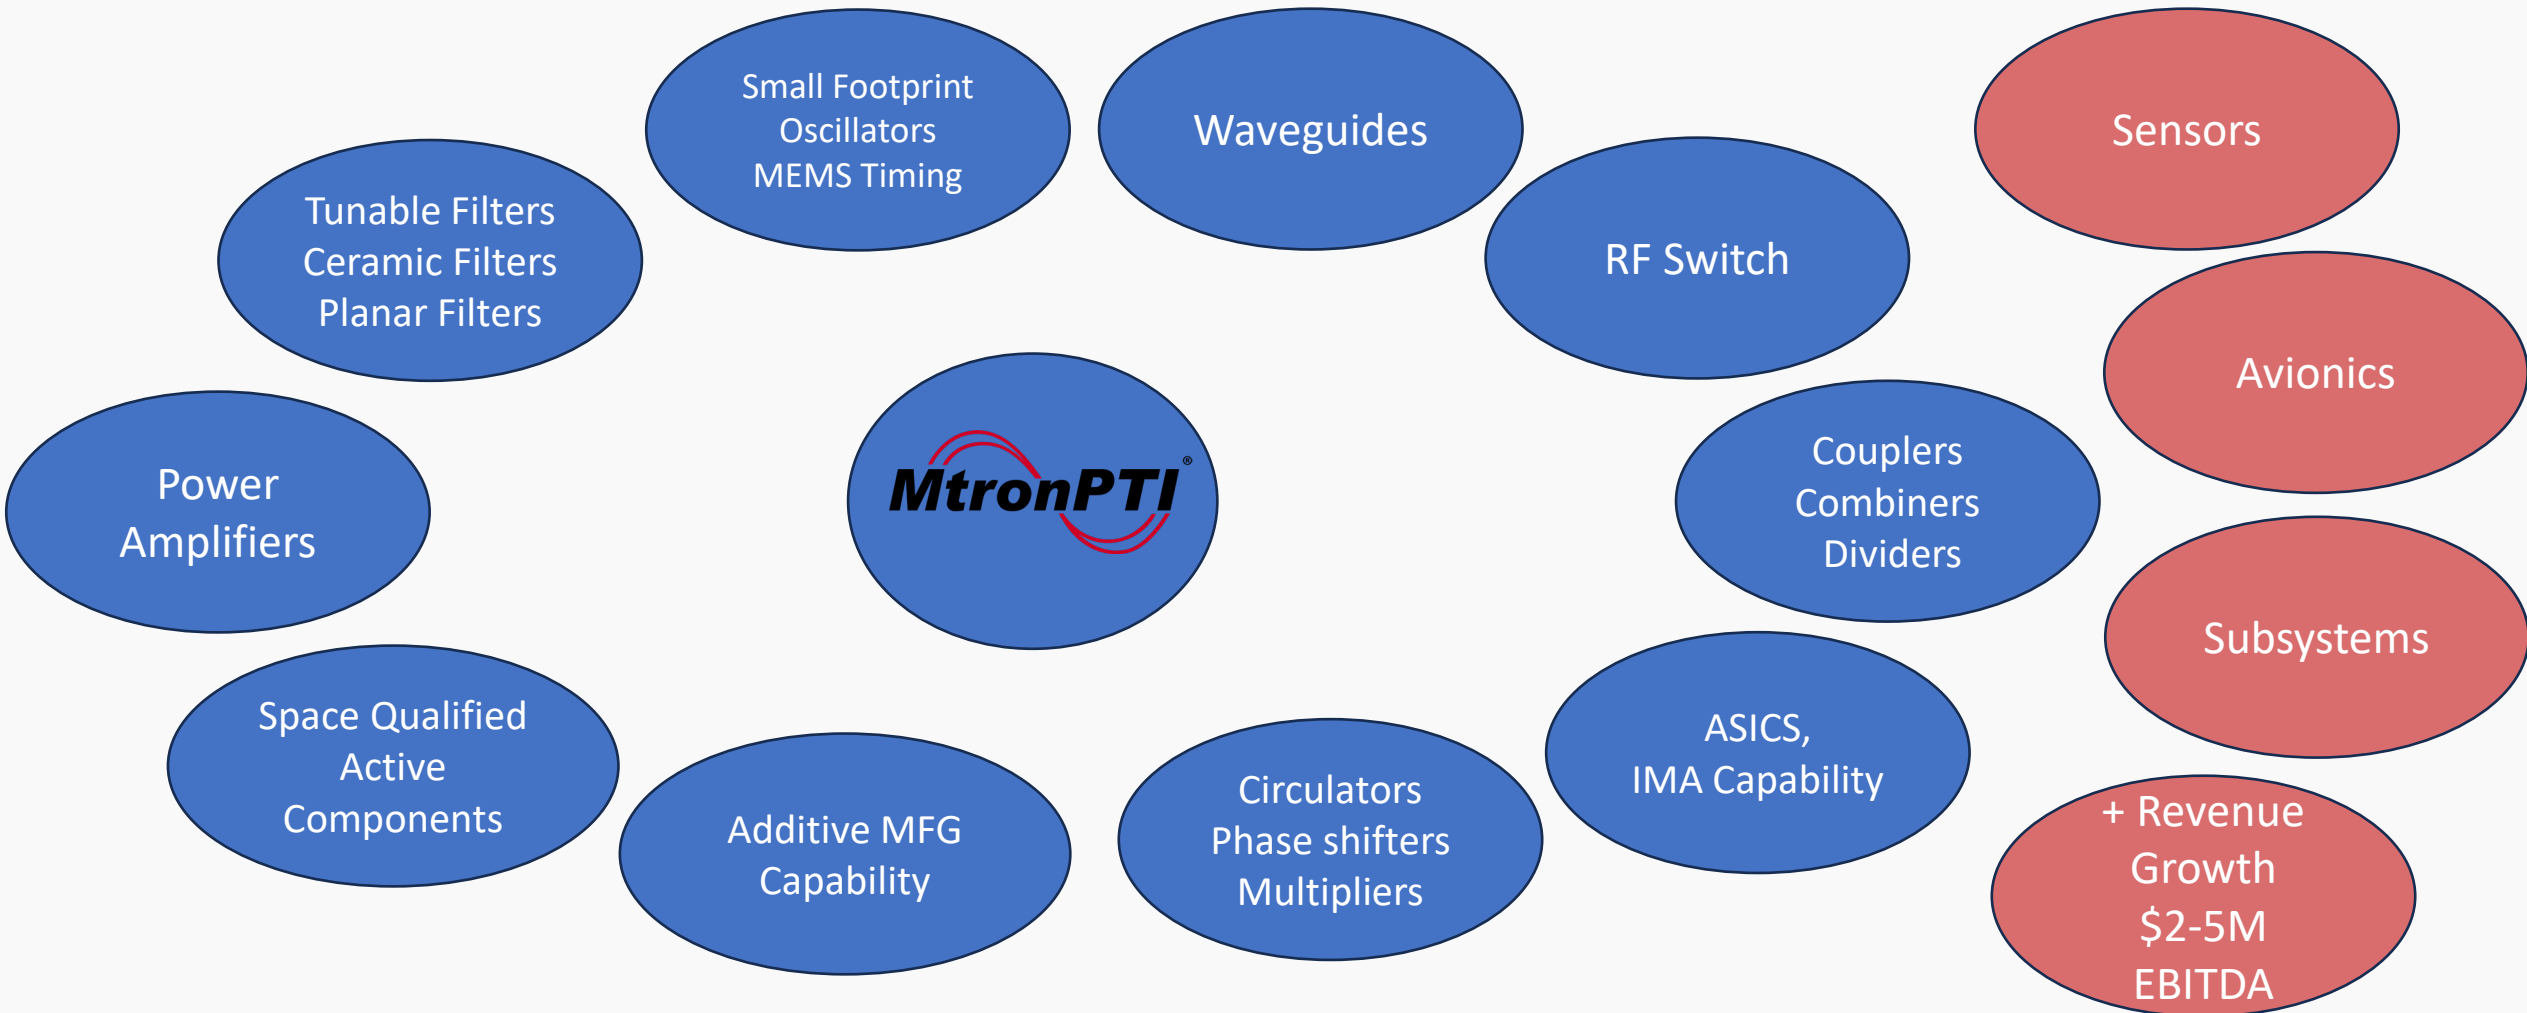 Small Footprint
Oscillators
MEMS Timing
Waveguides
Sensors
Tunable Filters
Ceramic Filters
Planar Filters
RF Switch
Avionics
Power
Amplifiers
MtronPTI®
Couplers
Combiners
Dividers
Subsystems
Space Qualified
Active
Components
Additive MFG
Capability
Circulators
Phase shifters
Multipliers
ASICS,
IMA Capability
+ Revenue
Growth
$2-5M
EBITDA